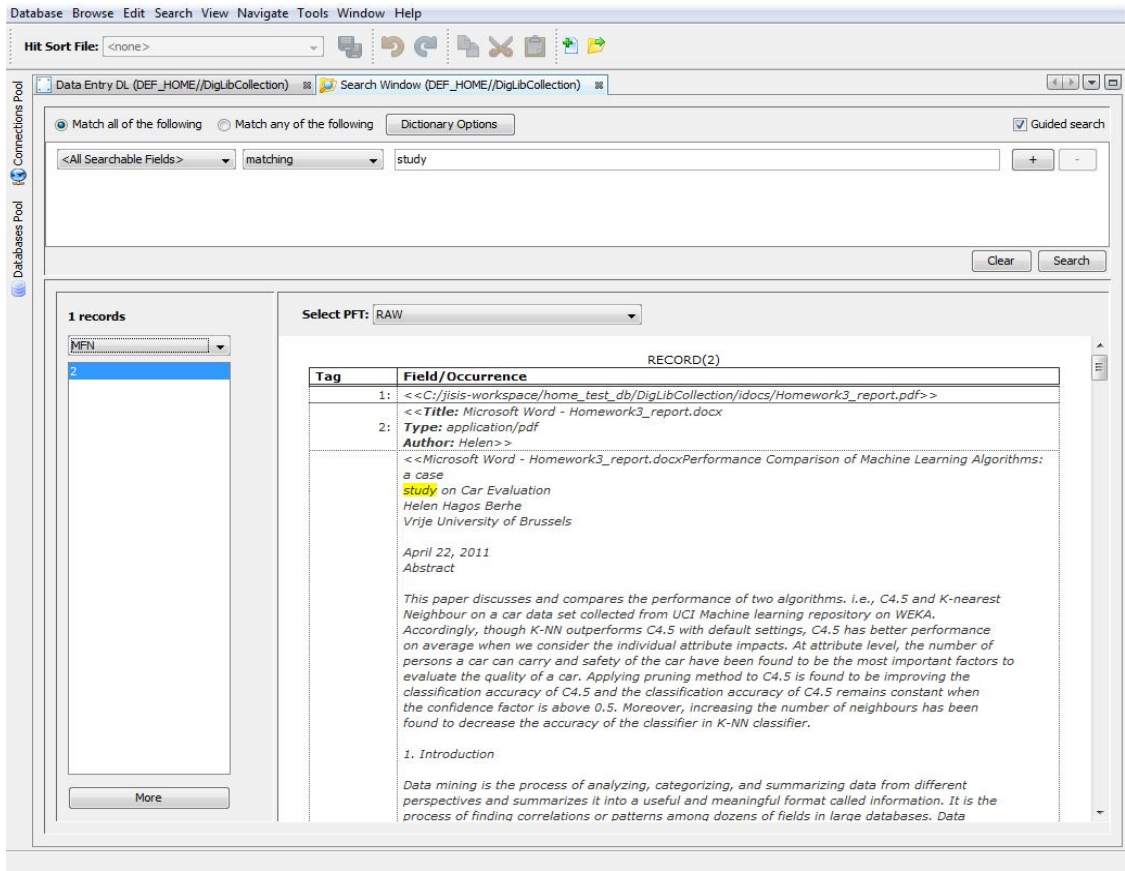 Database Browse Edit Search View Navigate Tools Window Help
Hit Sort File: <none>
Data Entry DL (DEF_HOME//DigLibCollection) Search Window (DEF_HOME//DigLibCollection)
Connections Pool
Databases Pool
Match all of the following Match any of the following Dictionary Options Guided search
<All Searchable Fields> matching study + -
Clear Search
1 records
MFN
2
More
Select PFT: RAW
RECORD(2)
Tag Field/Occurrence
1: <<C:/jisis-workspace/home_test_db/DigLibCollection/idocs/Homework3_report.pdf>>
<<Title: Microsoft Word - Homework3_report.docx
2: Type: application/pdf
Author: Helen>>
<<Microsoft Word - Homework3_report.docxPerformance Comparison of Machine Learning Algorithms:
a case
study on Car Evaluation
Helen Hagos Berhe
Vrije University of Brussels
April 22, 2011
Abstract
This paper discusses and compares the performance of two algorithms. i.e., C4.5 and K-nearest
Neighbour on a car data set collected from UCI Machine learning repository on WEKA.
Accordingly, though K-NN outperforms C4.5 with default settings, C4.5 has better performance
on average when we consider the individual attribute impacts. At attribute level, the number of
persons a car can carry and safety of the car have been found to be the most important factors to
evaluate the quality of a car. Applying pruning method to C4.5 is found to be improving the
classification accuracy of C4.5 and the classification accuracy of C4.5 remains constant when
the confidence factor is above 0.5. Moreover, increasing the number of neighbours has been
found to decrease the accuracy of the classifier in K-NN classifier.
1. Introduction
Data mining is the process of analyzing, categorizing, and summarizing data from different
perspectives and summarizes it into a useful and meaningful format called information. It is the
process of finding correlations or patterns among dozens of fields in large databases. Data